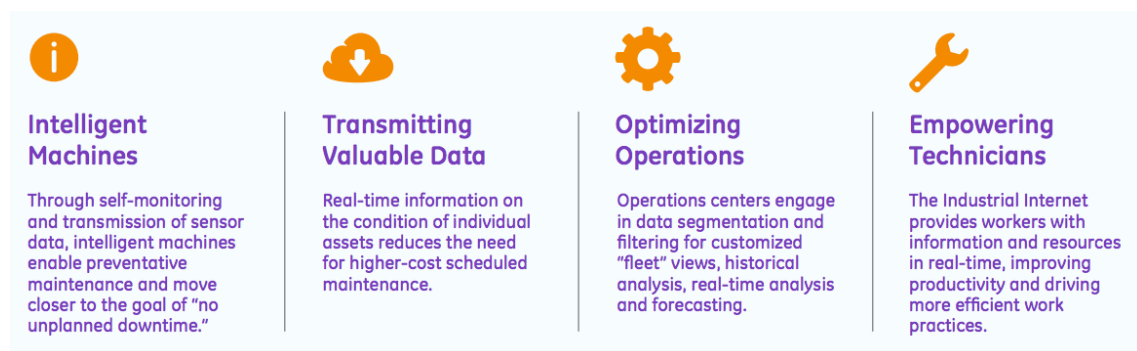 Intelligent
Machines
Through self-monitoring
and transmission of sensor
data, intelligent machines
enable preventative
maintenance and move
closer to the goal of “no
unplanned downtime.”
Transmitting
Valuable Data
Real-time information on
the condition of individual
assets reduces the need
for higher-cost scheduled
maintenance.
Optimizing
Operations
Operations centers engage
in data segmentation and
filtering for customized
“fleet” views, historical
analysis, real-time analysis
and forecasting.
Empowering
Technicians
The Industrial Internet
provides workers with
information and resources
in real-time, improving
productivity and driving
more efficient work
practices.